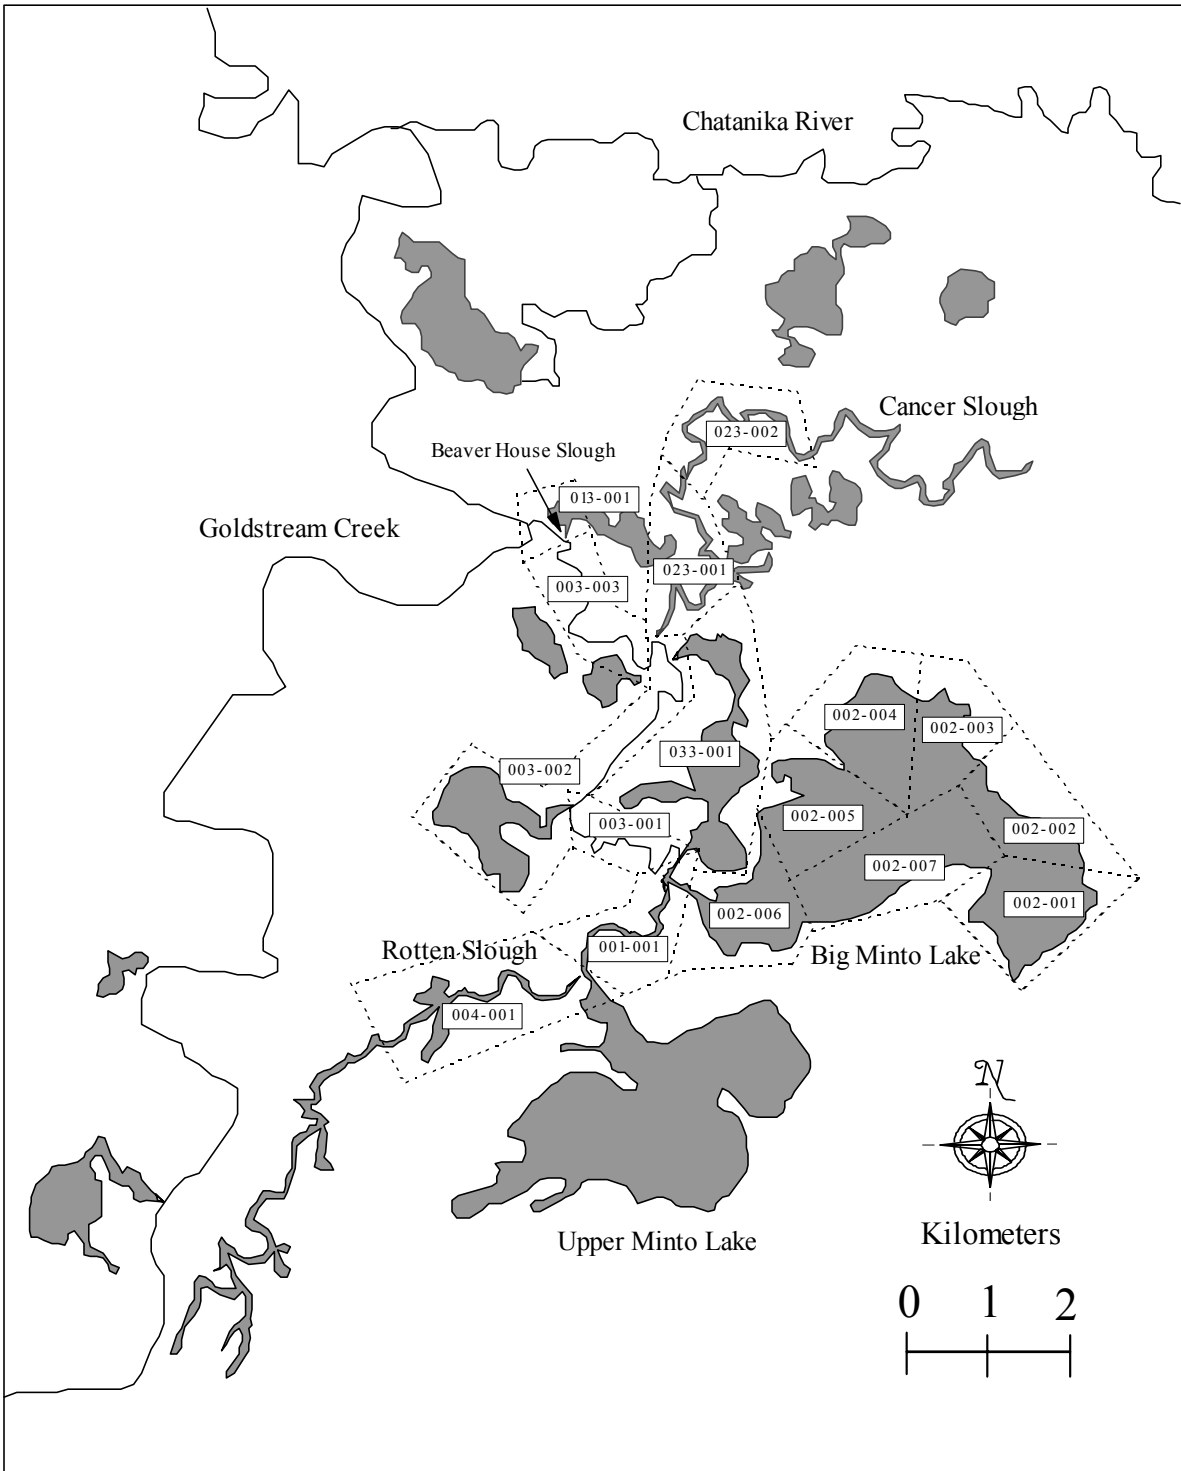 Chatanika River
Cancer Slough
023-002
Beaver House Slough
013-001
Goldstream Creek
023-001
003-003
002-004
002-003
033-001
003-002
002-005
003-001
002-002
002-007
002-001
002-006
001-001
Rotten Slough
Big Minto Lake
004-001
N
Upper Minto Lake
Kilometers
0 1 2